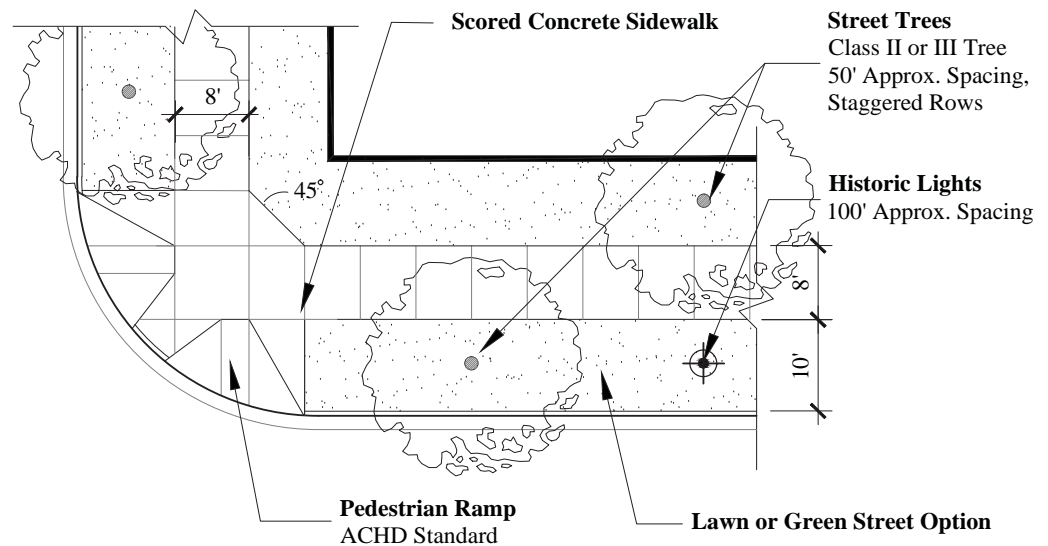 Scored Concrete Sidewalk
Street Trees
Class II or III Tree
50' Approx. Spacing,
Staggered Rows
8'
45°
Historic Lights
100' Approx. Spacing
8'
10'
Pedestrian Ramp
ACHD Standard
Lawn or Green Street Option